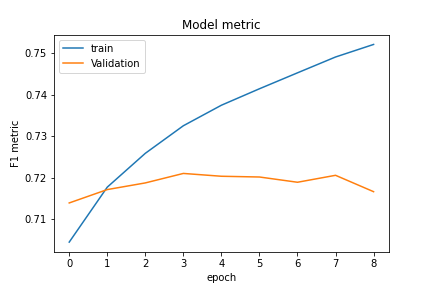 Model metric
train
Validation
F1 metric
0.75
0.74
0.73
0.72
0.71
0 1 2 3 4 5 6 7 8
epoch